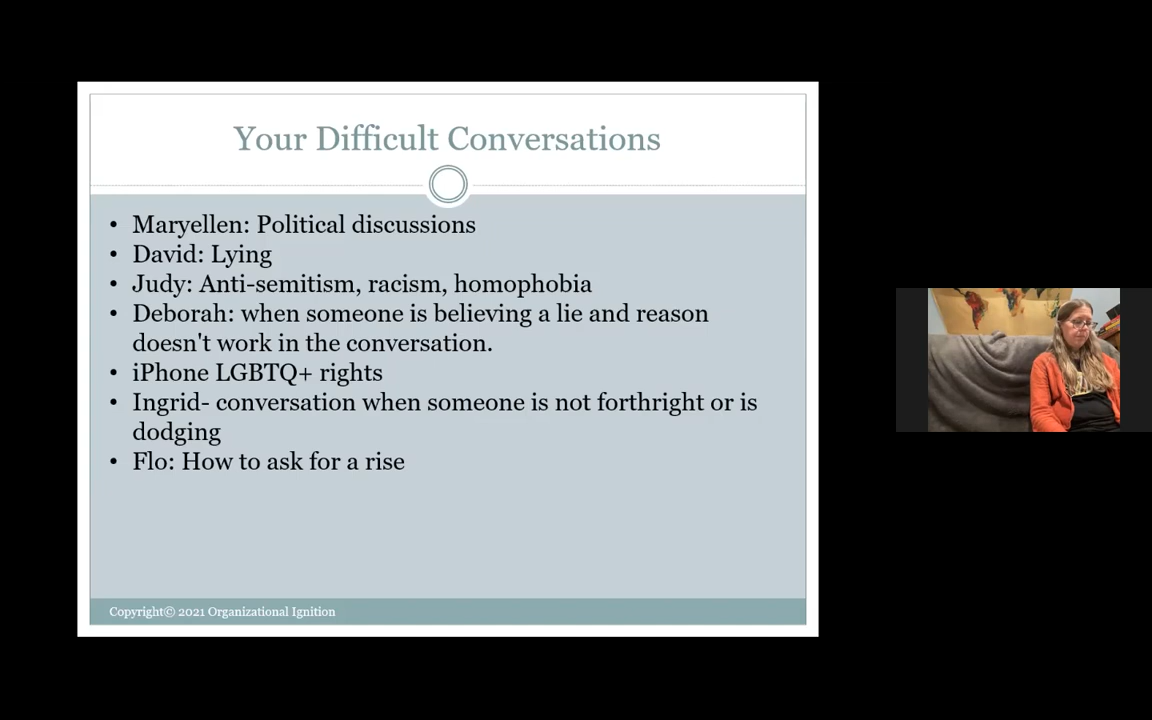 Your Difficult Conversations
• Maryellen: Political discussions
• David: Lying
• Judy: Anti-semitism, racism, homophobia
• Deborah: when someone is believing a lie and reason
doesn't work in the conversation.
• iPhone LGBTQ+ rights
• Ingrid- conversation when someone is not forthright or is
dodging
• Flo: How to ask for a rise
Copyright© 2021 Organizational Ignition